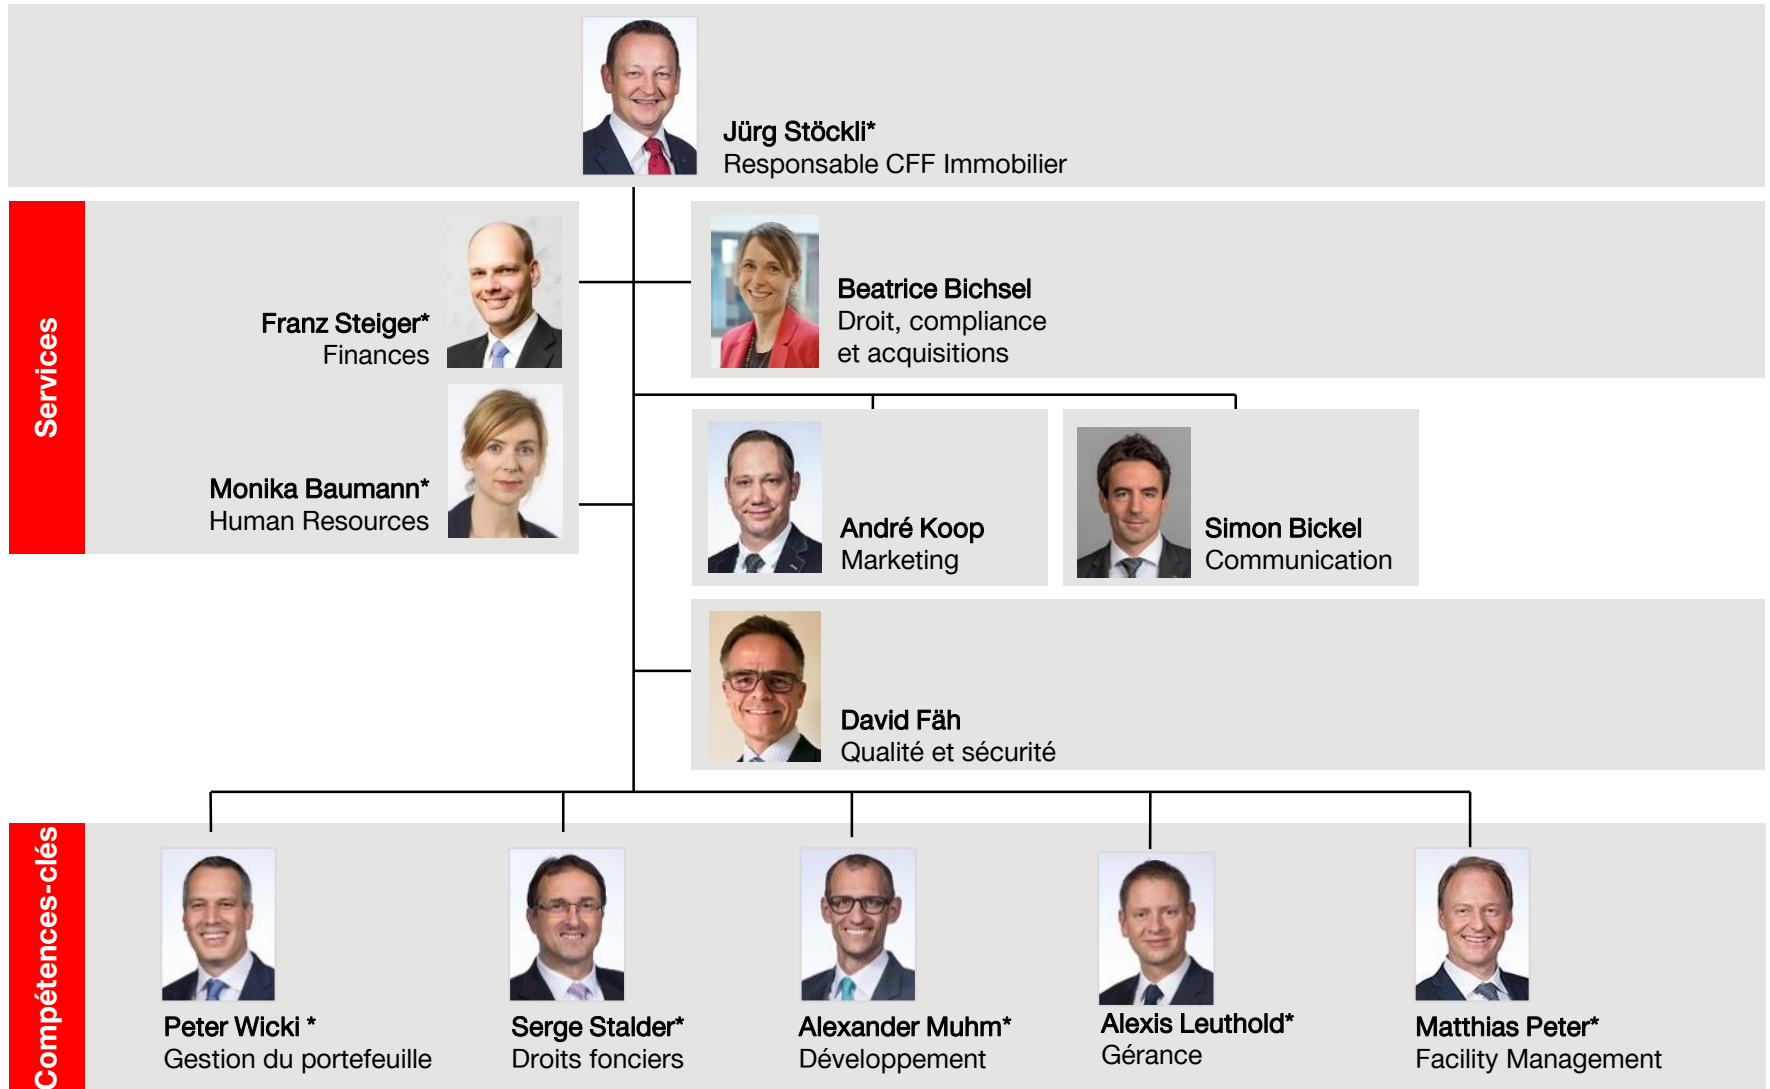 Jürg Stöckli*
Responsable CFF Immobilier
Services
Franz Steiger*
Finances
Beatrice Bichsel
Droit, compliance
et acquisitions
Monika Baumann*
Human Resources
André Koop
Marketing
Simon Bickel
Communication
David Fäh
Qualité et sécurité
Compétences-clés
Peter Wicki *
Gestion du portefeuille
Serge Stalder*
Droits fonciers
Alexander Muhm*
Développement
Alexis Leuthold*
Gérance
Matthias Peter*
Facility Management